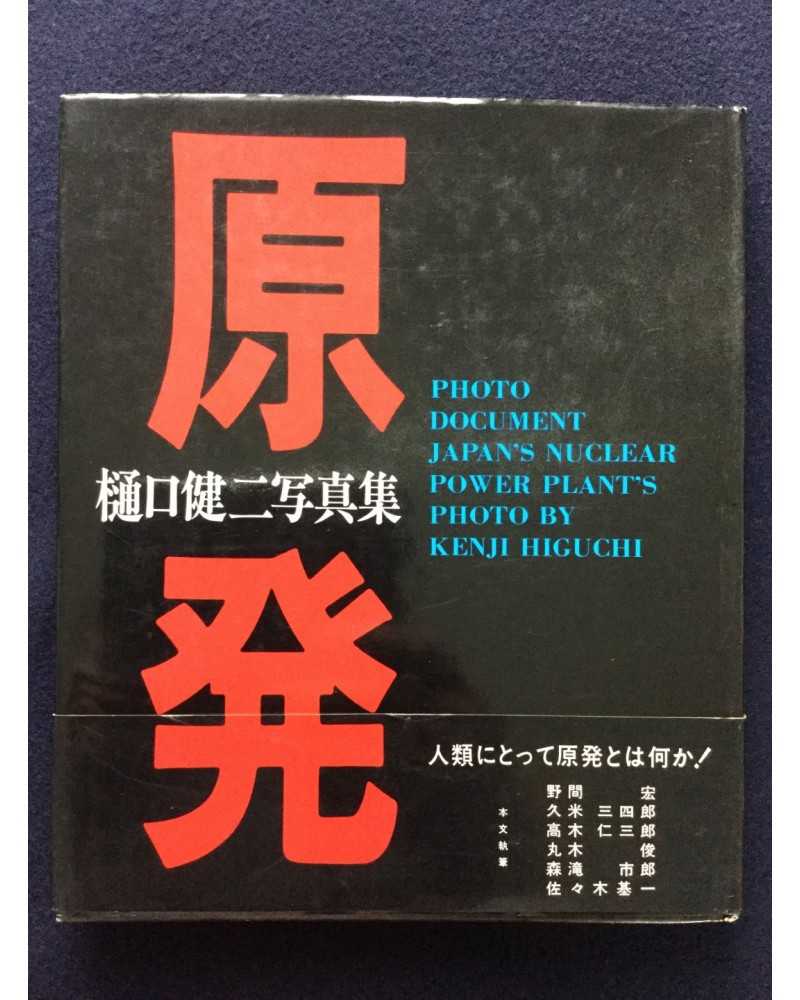 原発
樋口健二写真集
PHOTO
DOCUMENT
JAPAN'S NUCLEAR
POWER PLANT'S
PHOTO BY
KENJI HIGUCHI
人類にとって原発とは何か!
本文執筆
野間 宏
久米 三四郎
高木 仁三郎
丸木 俊
森滝 市郎
佐々木基一